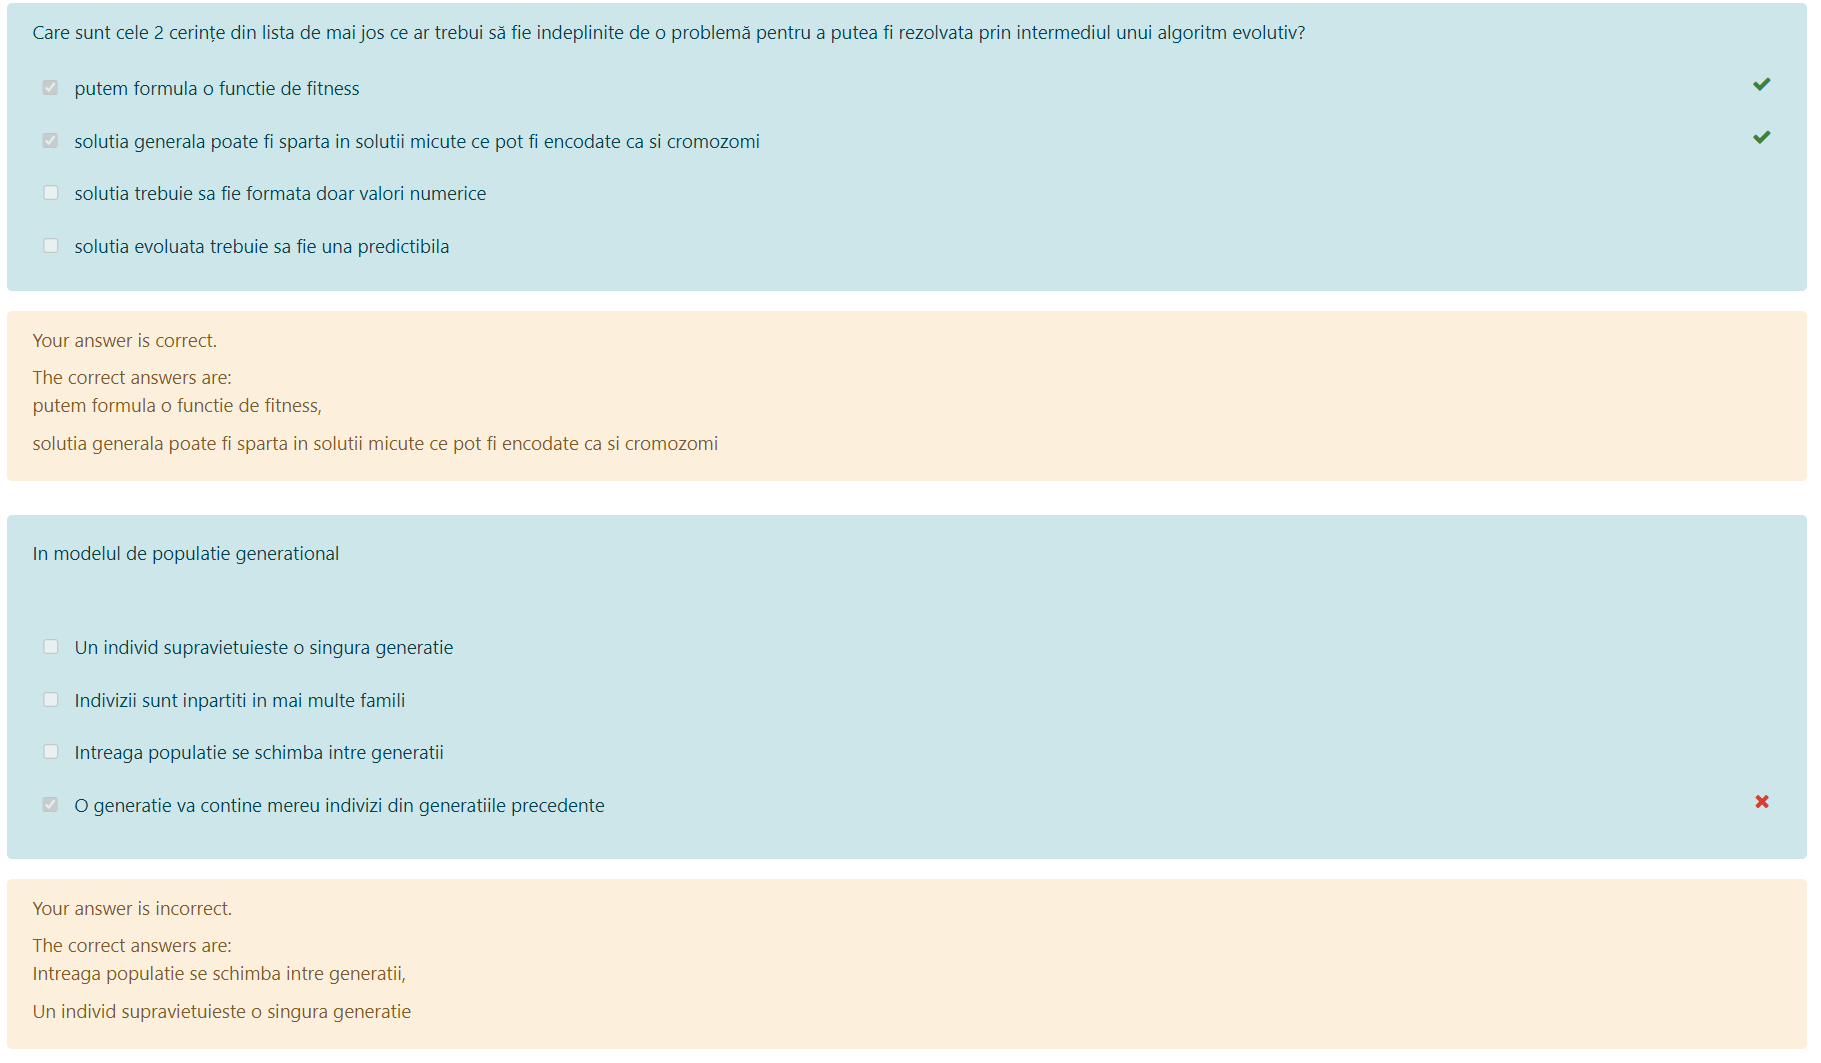 Care sunt cele 2 cerințe din lista de mai jos ce ar trebui să fie indeplinite de o problemă pentru a putea fi rezolvata prin intermediul unui algoritm evolutiv?
putem formula o functie de fitness
solutia generala poate fi sparta in solutii micute ce pot fi encodate ca si cromozomi
solutia trebuie sa fie formata doar valori numerice
solutia evoluata trebuie sa fie una predictibila
Your answer is correct.
The correct answers are:
putem formula o functie de fitness,
solutia generala poate fi sparta in solutii micute ce pot fi encodate ca si cromozomi
In modelul de populatie generational
Un individ supravietuieste o singura generatie
Indivizii sunt inpartiti in mai multe famili
Intreaga populatie se schimba intre generatii
O generatie va contine mereu indivizi din generatiile precedente
Your answer is incorrect.
The correct answers are:
Intreaga populatie se schimba intre generatii,
Un individ supravietuieste o singura generatie